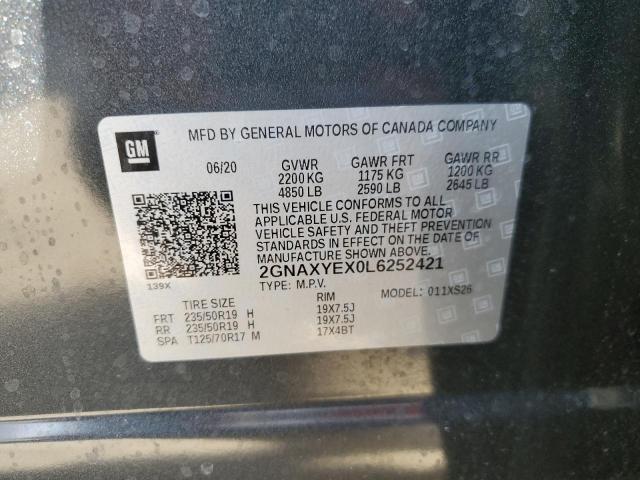 GM
MFD BY GENERAL MOTORS OF CANADA COMPANY
06/20 GVWR GAWR FRT GAWR RR
2200 KG 1175 KG 1200 KG
4850 LB 2590 LB 2645 LB
THIS VEHICLE CONFORMS TO ALL
APPLICABLE U.S. FEDERAL MOTOR
VEHICLE SAFETY AND THEFT PREVENTION
STANDARDS IN EFFECT ON THE DATE OF
MANUFACTURE SHOWN ABOVE.
2GNAXYEX0L6252421
139X
TYPE: M.P.V. MODEL: 011XS26
TIRE SIZE RIM
FRT 235/50R19 H 19X7.5J
RR 235/50R19 H 19X7.5J
SPA T125/70R17 M 17X4BT